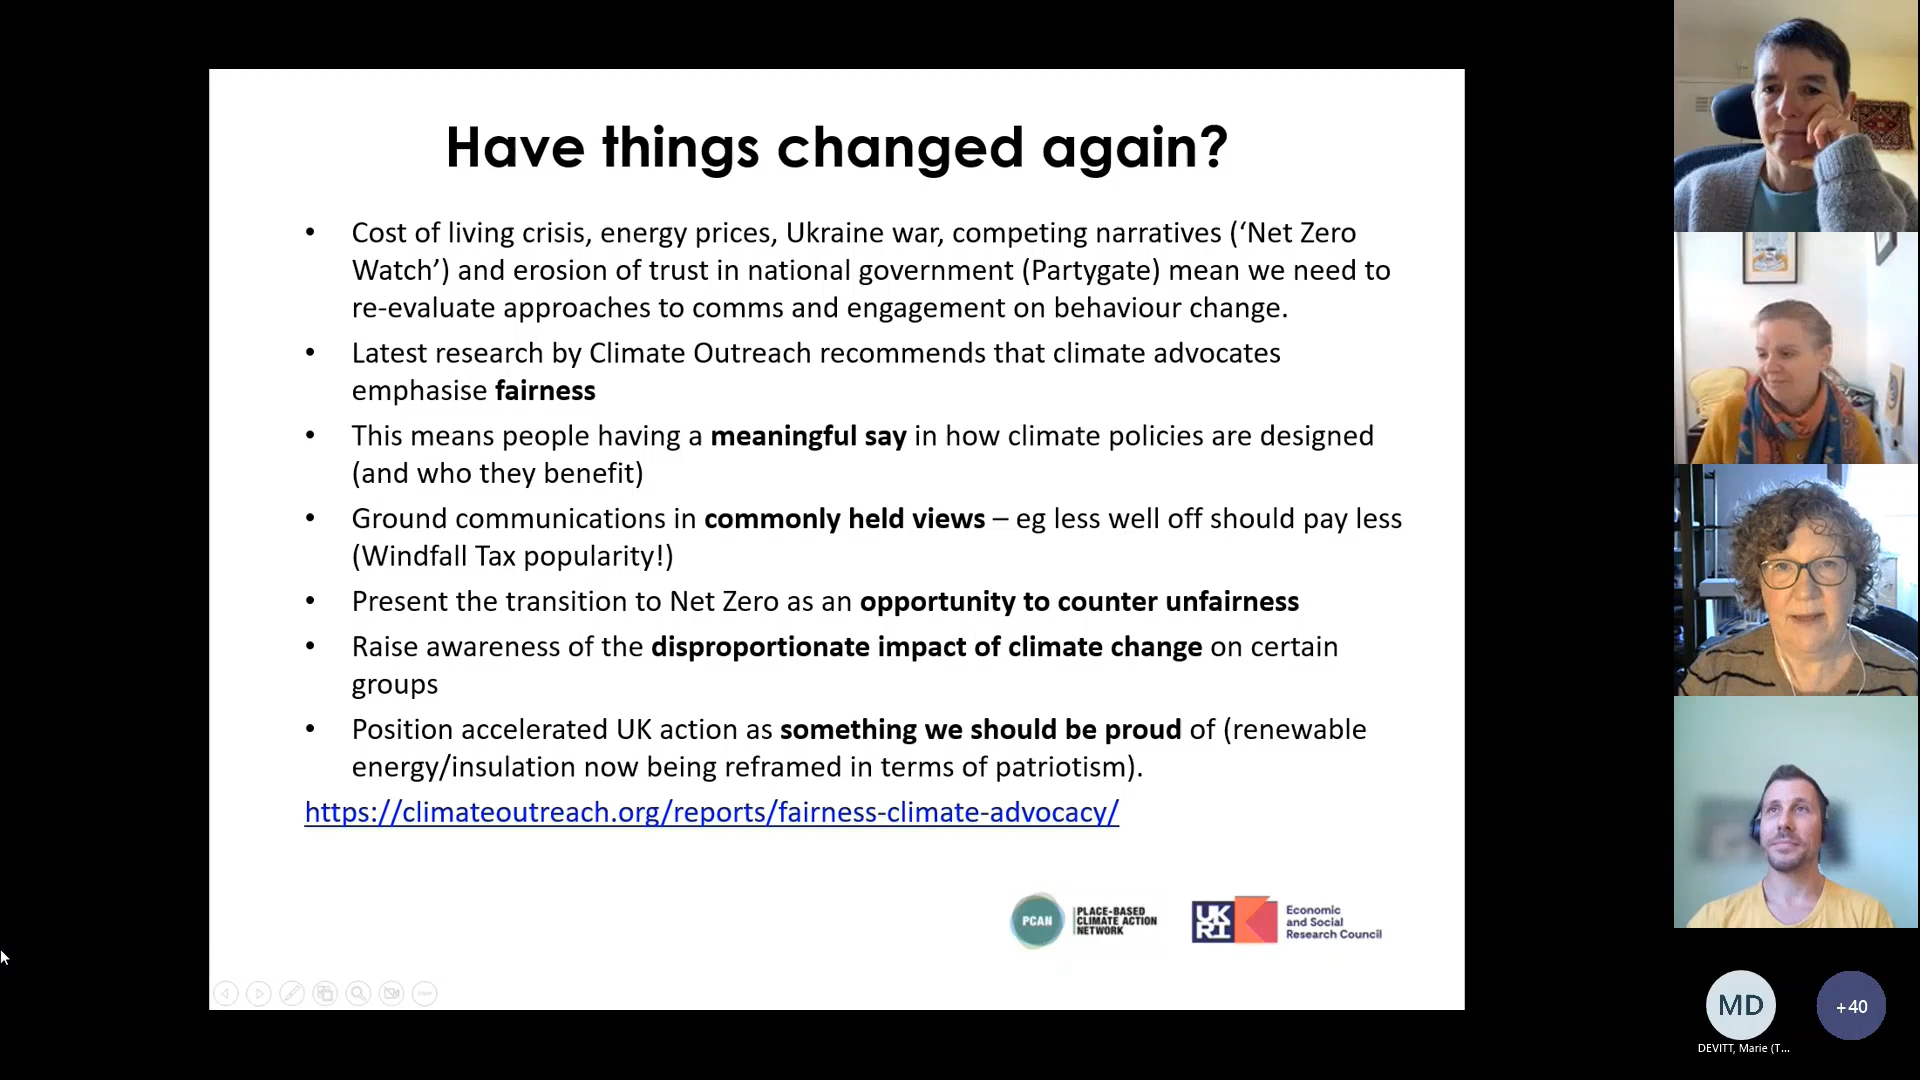 Have things changed again?
• Cost of living crisis, energy prices, Ukraine war, competing narratives (‘Net Zero
Watch’) and erosion of trust in national government (Partygate) mean we need to
re-evaluate approaches to comms and engagement on behaviour change.
• Latest research by Climate Outreach recommends that climate advocates
emphasise fairness
• This means people having a meaningful say in how climate policies are designed
(and who they benefit)
• Ground communications in commonly held views – eg less well off should pay less
(Windfall Tax popularity!)
• Present the transition to Net Zero as an opportunity to counter unfairness
• Raise awareness of the disproportionate impact of climate change on certain
groups
• Position accelerated UK action as something we should be proud of (renewable
energy/insulation now being reframed in terms of patriotism).
https://climateoutreach.org/reports/fairness-climate-advocacy/
PCAN
PLACE-BASED
CLIMATE ACTION
NETWORK
UK
RI
Economic
and Social
Research Council
MD
+40
DEVITT, Marie (T...